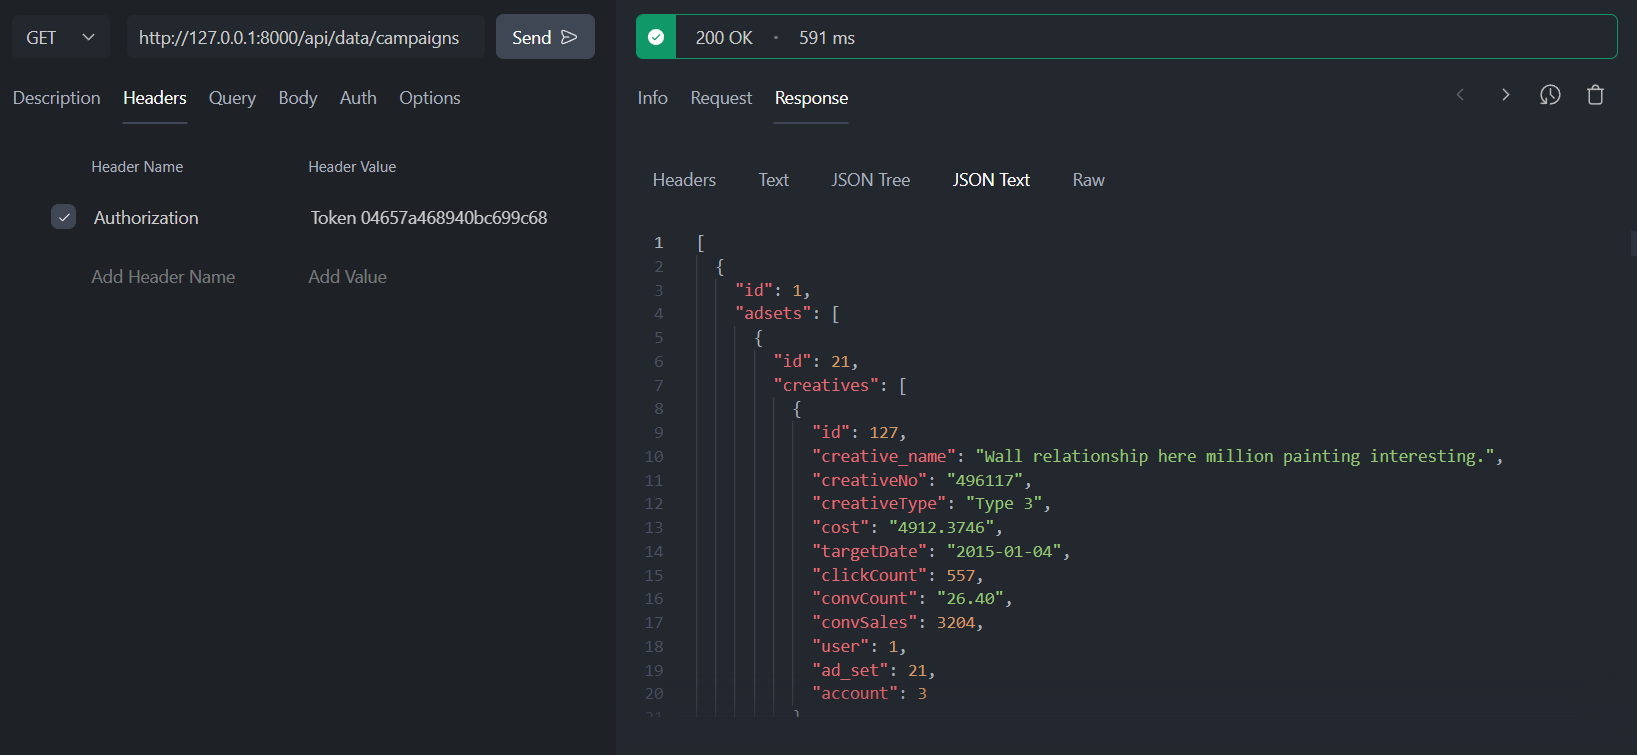 GET http://127.0.0.1:8000/api/data/campaigns Send
Description Headers Query Body Auth Options
Header Name Header Value
Authorization Token 04657a468940bc699c68
Add Header Name Add Value
200 OK • 591 ms
Info Request Response
Headers Text JSON Tree JSON Text Raw
1 [
2 {
3 "id": 1,
4 "adsets": [
5 {
6 "id": 21,
7 "creatives": [
8 {
9 "id": 127,
10 "creative_name": "Wall relationship here million painting interesting.",
11 "creativeNo": "496117",
12 "creativeType": "Type 3",
13 "cost": "4912.3746",
14 "targetDate": "2015-01-04",
15 "clickCount": 557,
16 "convCount": "26.40",
17 "convSales": 3204,
18 "user": 1,
19 "ad_set": 21,
20 "account": 3
21 }